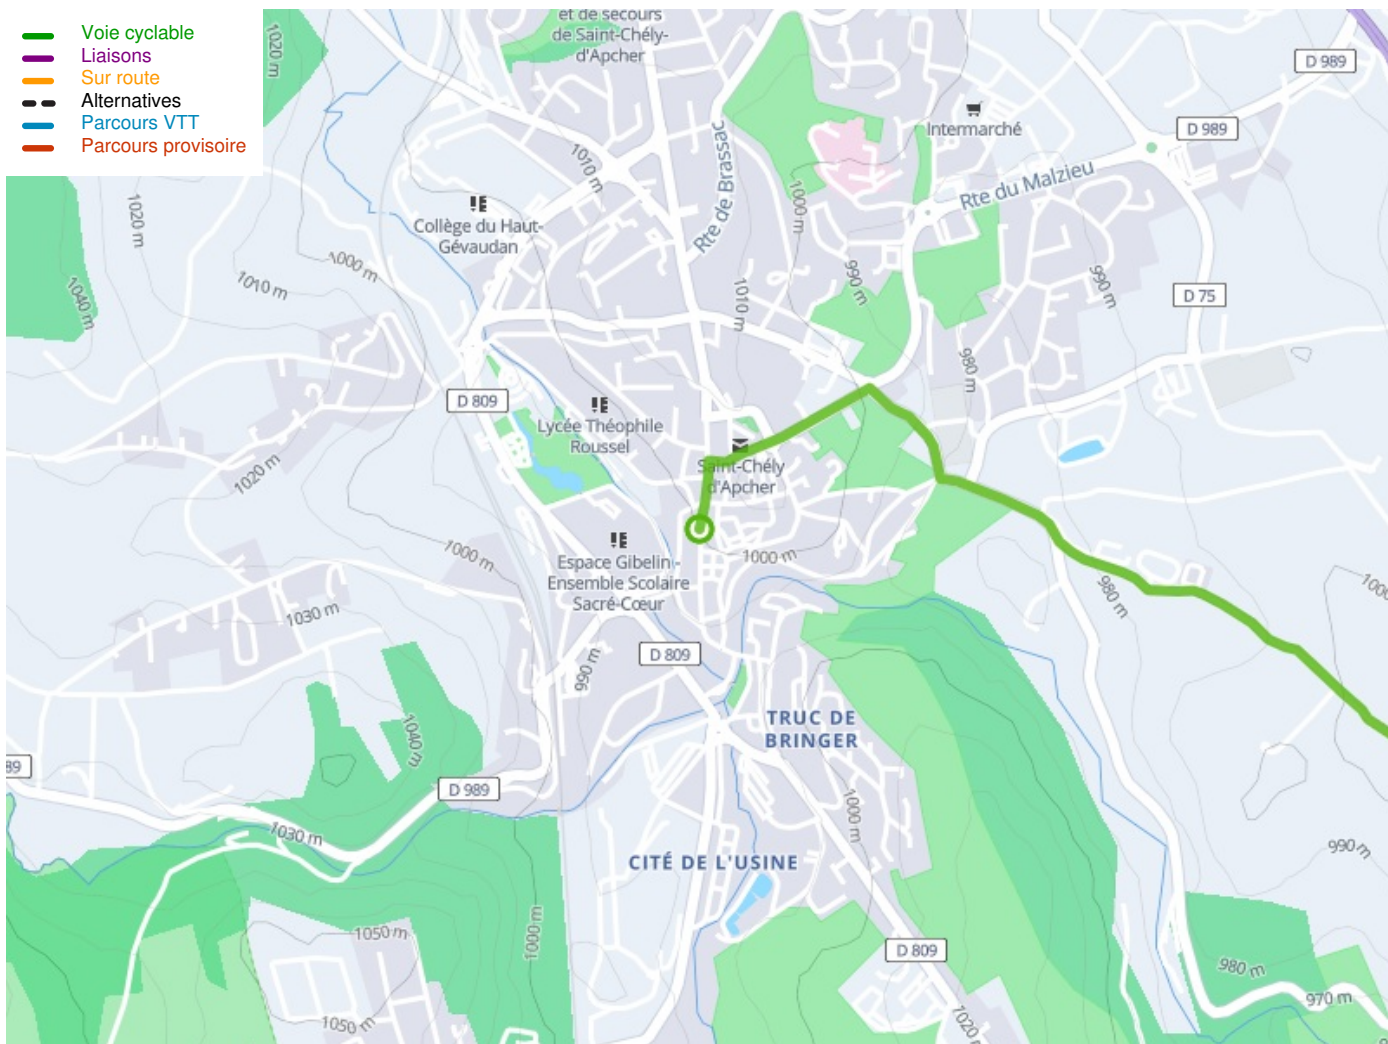 Voie cyclable
Liaisons
Sur route
Alternatives
Parcours VTT
Parcours provisoire
et de secours
de Saint-Chély-
d'Apcher
1020 m
D 989
Intermarché
D 989
Rte de Brassac
1010 m
Rte du Malzieu
1000 m
Collège du Haut-
Gévaudan
1020 m
1000 m
1010 m
1040 m
990 m
990 m
1010 m
D 75
980 m
D 809
Lycée Théophile
Roussel
1020 m
Saint-Chély
d'Apcher
1000 m
Espace Gibelin -
Ensemble Scolaire
Sacré-Cœur
1000 m
980 m
1030 m
D 809
990 m
TRUC DE
BRINGER
1040 m
89
D 989
1000 m
1030 m
CITÉ DE L'USINE
990 m
1050 m
1000 m
D 809
980 m
970 m
1050 m
1020 m